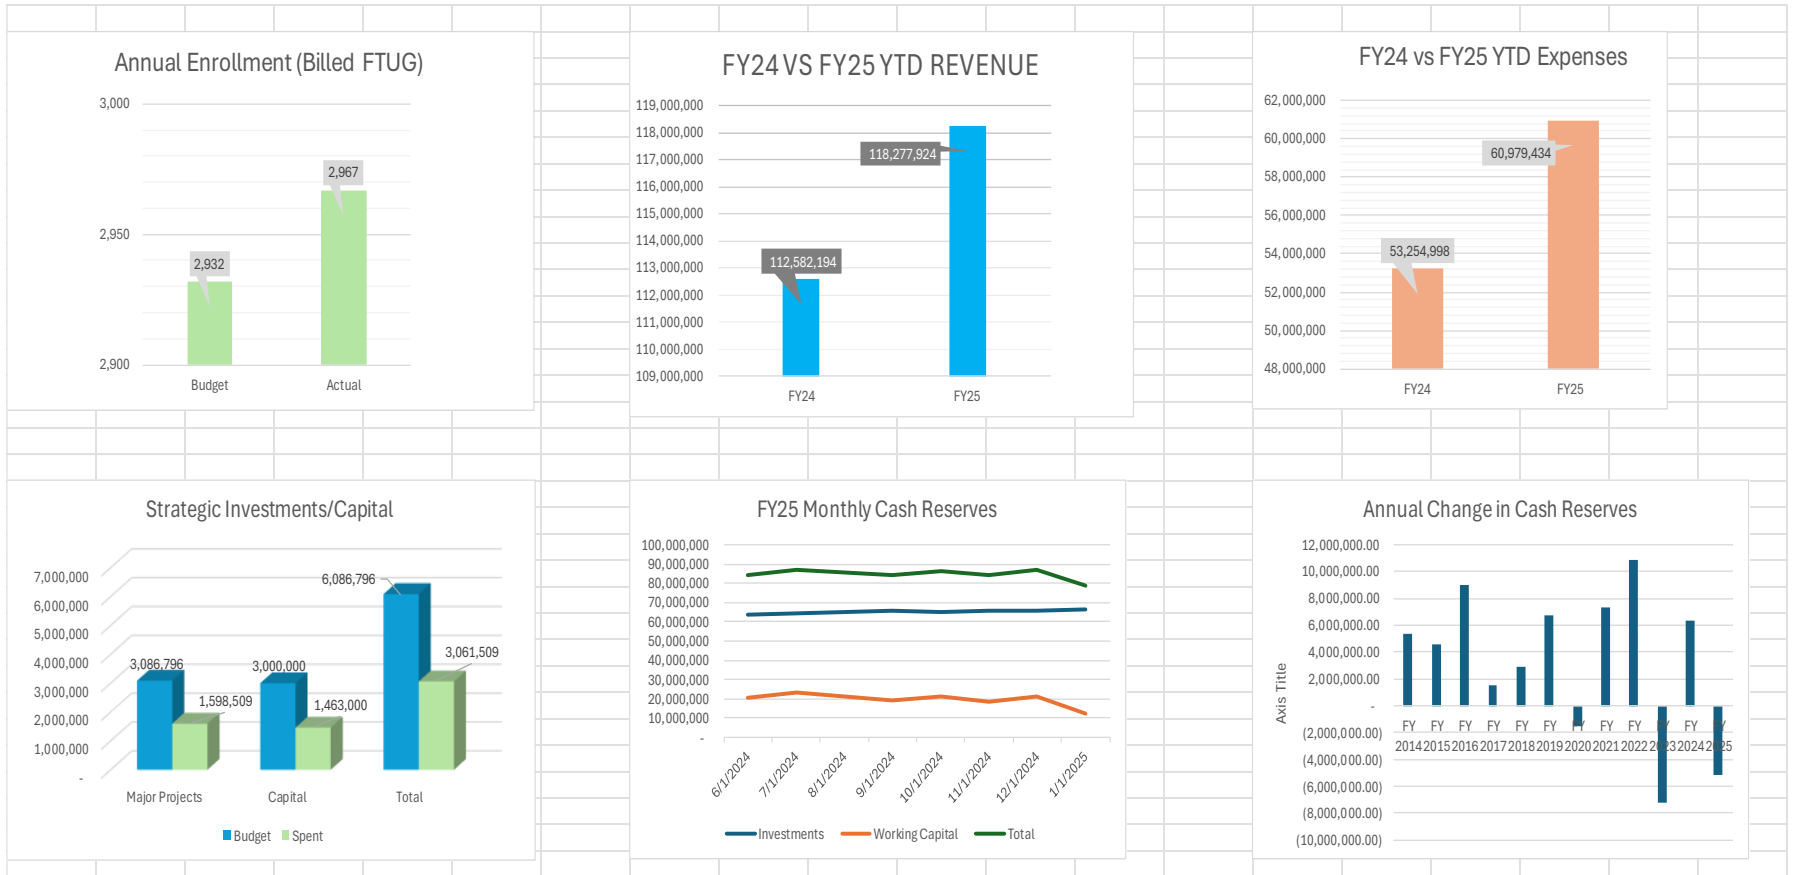 Annual Enrollment (Billed FTUG)
3,000
2,950
2,900
2,932
2,967
Budget
Actual
FY24 VS FY25 YTD REVENUE
119,000,000
118,000,000
117,000,000
116,000,000
115,000,000
114,000,000
113,000,000
112,000,000
111,000,000
110,000,000
109,000,000
112,582,194
118,277,924
FY24
FY25
FY24 vs FY25 YTD Expenses
62,000,000
60,000,000
58,000,000
56,000,000
54,000,000
52,000,000
50,000,000
48,000,000
53,254,998
60,979,434
FY24
FY25
Strategic Investments/Capital
7,000,000
6,000,000
5,000,000
4,000,000
3,000,000
2,000,000
1,000,000
-
3,086,796
1,598,509
3,000,000
1,463,000
6,086,796
3,061,509
Major Projects
Capital
Total
Budget
Spent
FY25 Monthly Cash Reserves
100,000,000
90,000,000
80,000,000
70,000,000
60,000,000
50,000,000
40,000,000
30,000,000
20,000,000
10,000,000
-
6/1/2024
7/1/2024
8/1/2024
9/1/2024
10/1/2024
11/1/2024
12/1/2024
1/1/2025
Investments
Working Capital
Total
Annual Change in Cash Reserves
Axis Title
12,000,000.00
10,000,000.00
8,000,000.00
6,000,000.00
4,000,000.00
2,000,000.00
-
(2,000,000.00)
(4,000,000.00)
(6,000,000.00)
(8,000,000.00)
(10,000,000.00)
FY 2014
FY 2015
FY 2016
FY 2017
FY 2018
FY 2019
FY 2020
FY 2021
FY 2022
FY 2023
FY 2024
FY 2025